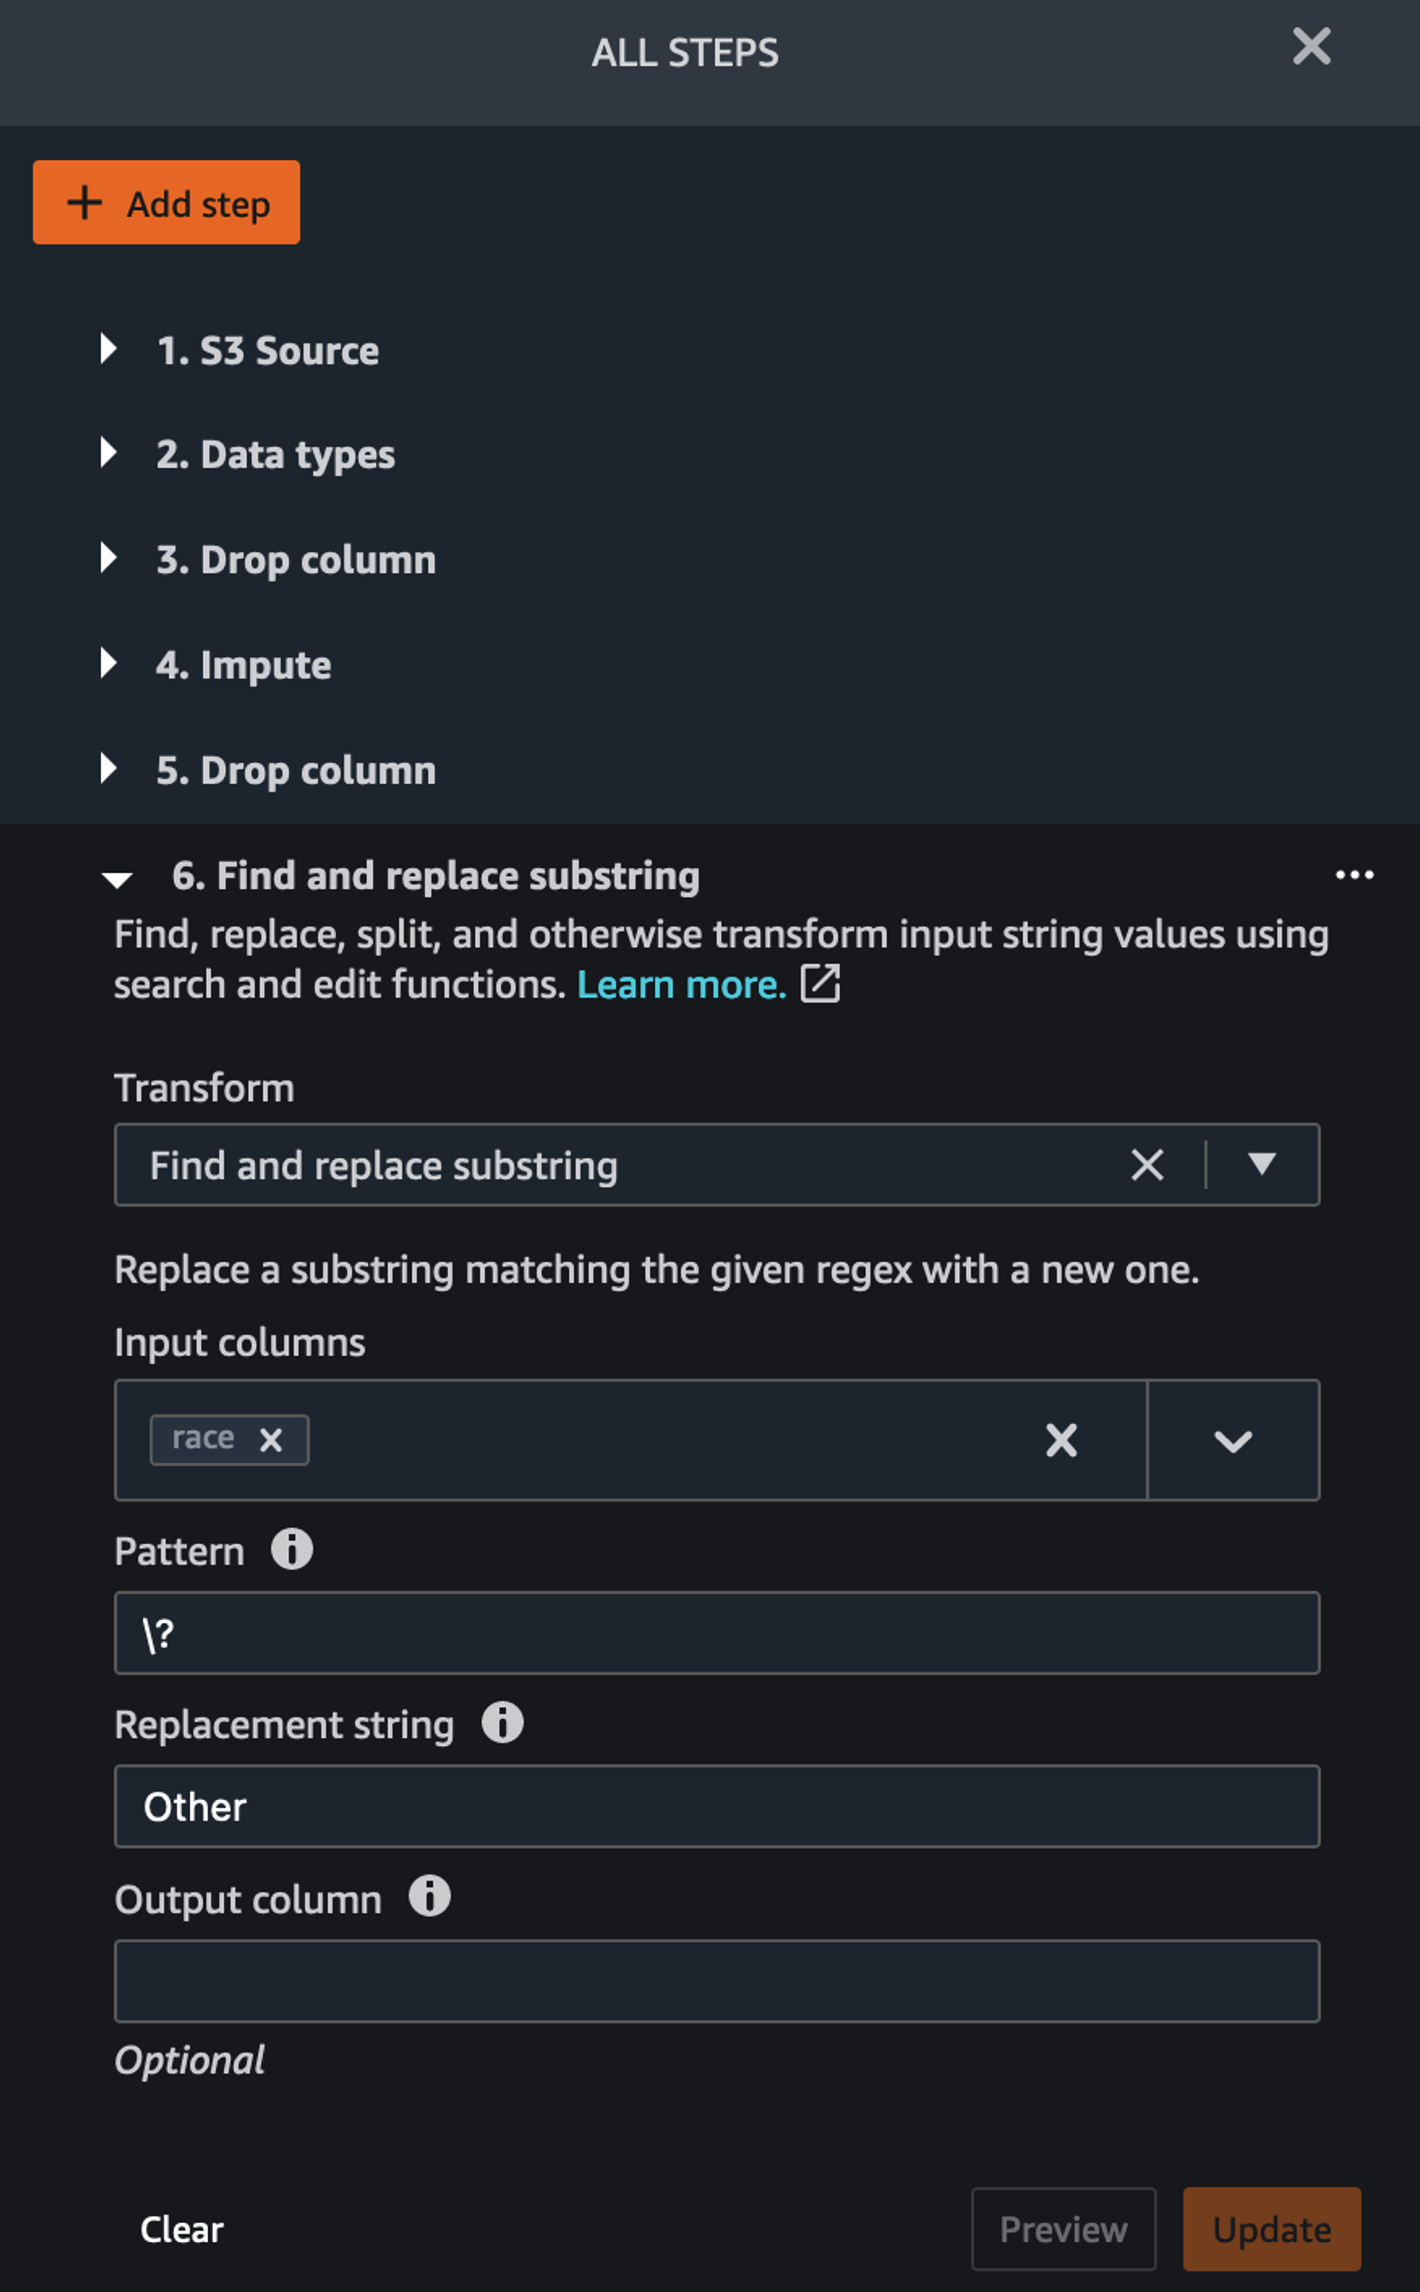 ALL STEPS
Add step
1. S3 Source
2. Data types
3. Drop column
4. Impute
5. Drop column
6. Find and replace substring
Find, replace, split, and otherwise transform input string values using
search and edit functions. Learn more.
Transform
Find and replace substring
Replace a substring matching the given regex with a new one.
Input columns
race
Pattern
\?
Replacement string
Other
Output column
Optional
Clear Preview Update